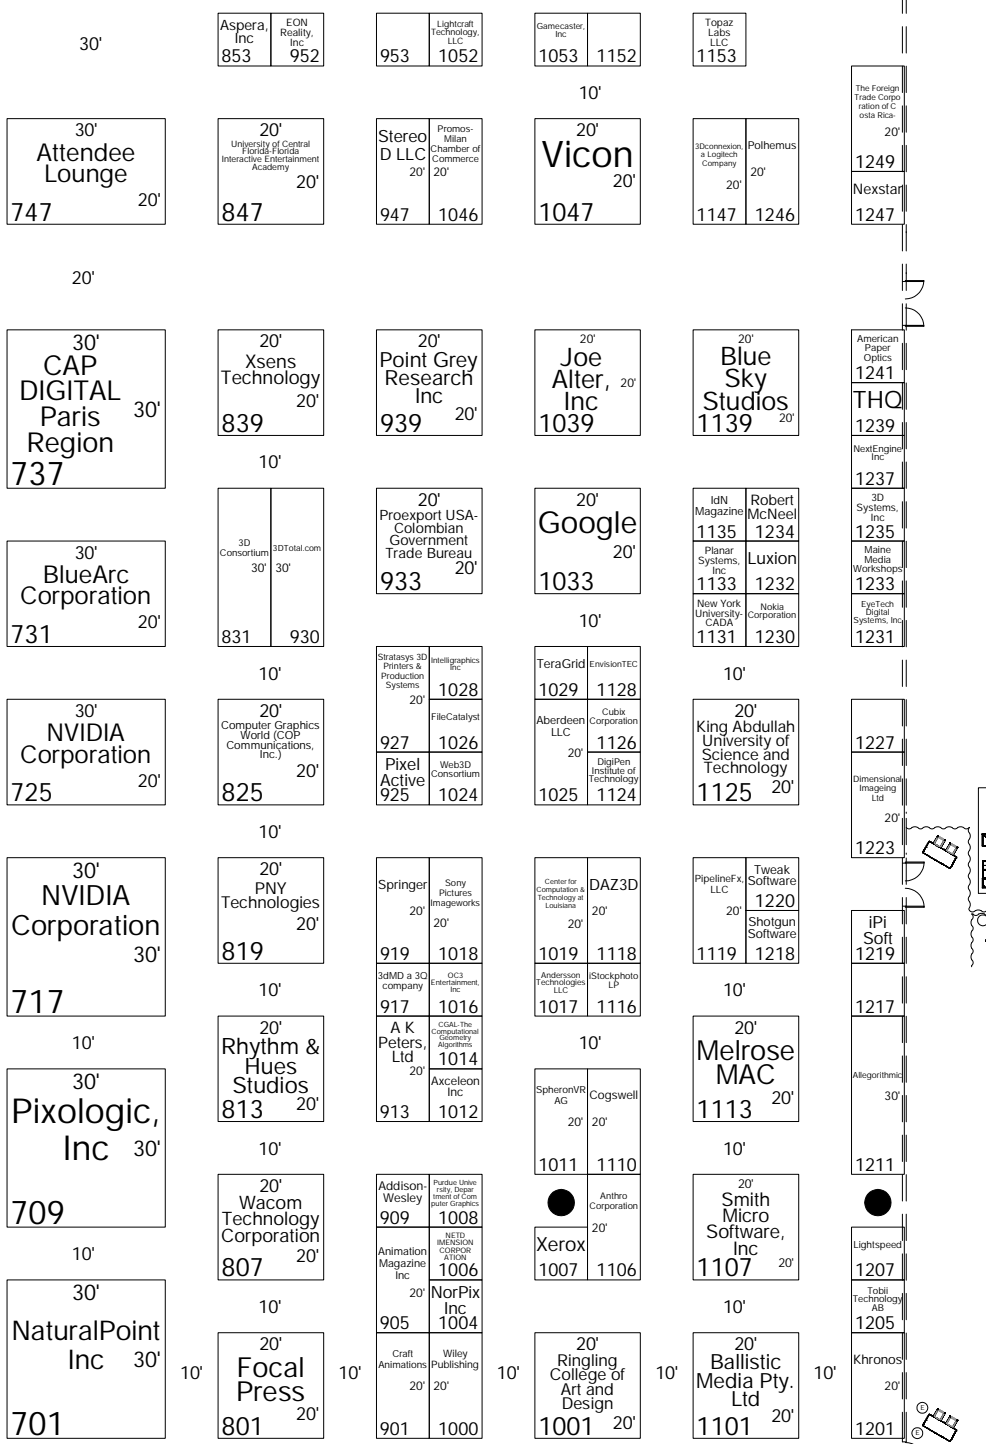 30'
Aspera,
Inc
853
EON
Reality,
Inc
952
953
Lightcraft
Technology,
LLC
1052
Gamecaster,
Inc
1053
1152
Topaz
Labs
LLC
1153
10'
The Foreign
Trade Corpo
ration of C
osta Rica-
20'
1249
30'
Attendee
Lounge
20'
747
20'
University of Central
Florida-Florida
Interactive Entertainment
Academy
20'
847
Stereo
D LLC
20'
947
Promos-
Milan
Chamber of
Commerce
20'
1046
20'
Vicon
20'
1047
3Dconnexion,
a Logitech
Company
20'
1147
Polhemus
20'
1246
Nexstar
1247
20'
30'
CAP
DIGITAL
Paris
Region
30'
737
20'
Xsens
Technology
20'
839
20'
Point Grey
Research
Inc
20'
939
20'
Joe
Alter,
Inc
20'
1039
20'
Blue
Sky
Studios
20'
1139
American
Paper
Optics
1241
THQ
1239
NextEngine
Inc
1237
10'
30'
BlueArc
Corporation
20'
731
3D
Consortium
30'
831
3DTotal.com
30'
930
20'
Proexport USA-
Colombian
Government
Trade Bureau
20'
933
20'
Google
20'
1033
IdN
Magazine
1135
Robert
McNeel
1234
Planar
Systems,
Inc
1133
Luxion
1232
New York
University-
CADA
1131
Nokia
Corporation
1230
3D
Systems,
Inc
1235
Maine
Media
Workshops
1233
EyeTech
Digital
Systems, Inc
1231
10'
10'
10'
30'
NVIDIA
Corporation
20'
725
20'
Computer Graphics
World (COP
Communications,
Inc.)
20'
825
Stratasys 3D
Printers &
Production
Systems
20'
927
Intelligraphics
Inc
1028
FileCatalyst
1026
Pixel
Active
925
Web3D
Consortium
1024
TeraGrid
1029
EnvisionTEC
1128
Aberdeen
LLC
20'
1025
Cubix
Corporation
1126
DigiPen
Institute of
Technology
1124
20'
King Abdullah
University of
Science and
Technology
20'
1125
1227
Dimensional
Imageing
Ltd
20'
1223
10'
30'
NVIDIA
Corporation
30'
717
20'
PNY
Technologies
20'
819
Springer
20'
919
Sony
Pictures
Imageworks
20'
1018
Center for
Computation &
Technology at
Louisiana
20'
1019
DAZ3D
20'
1118
PipelineFx,
LLC
20'
1119
Tweak
Software
1220
Shotgun
Software
1218
iPi
Soft
1219
10'
3dMD a 3Q
company
917
OC3
Entertainment,
Inc
1016
Andersson
Technologies
LLC
1017
iStockphoto
LP
1116
10'
1217
10'
20'
Rhythm &
Hues
Studios
20'
813
A K
Peters,
Ltd
20'
913
CGAL-The
Computational
Geometry
Algorithms
1014
Axceleon
Inc
1012
10'
20'
Melrose
MAC
20'
1113
Allegorithmic
30'
1211
30'
Pixologic,
Inc
30'
709
SpheronVR
AG
20'
1011
Cogswell
20'
1110
10'
10'
20'
Wacom
Technology
Corporation
20'
807
Addison-
Wesley
909
Purdue Unive
rsity, Depar
tment of Com
puter Graphics
1008
Anthro
Corporation
20'
1106
20'
Smith
Micro
Software,
Inc
20'
1107
10'
Animation
Magazine
Inc
20'
905
NETD
IMENSION
CORPOR
ATION
1006
Xerox
1007
Lightspeed
1207
30'
NaturalPoint
Inc
30'
701
10'
NorPix
Inc
1004
10'
Tobii
Technology
AB
1205
10'
20'
Focal
Press
20'
801
10'
Craft
Animations
20'
901
Wiley
Publishing
20'
1000
10'
20'
Ringling
College of
Art and
Design
20'
1001
10'
20'
Ballistic
Media Pty.
Ltd
20'
1101
10'
Khronos
20'
1201
E
E